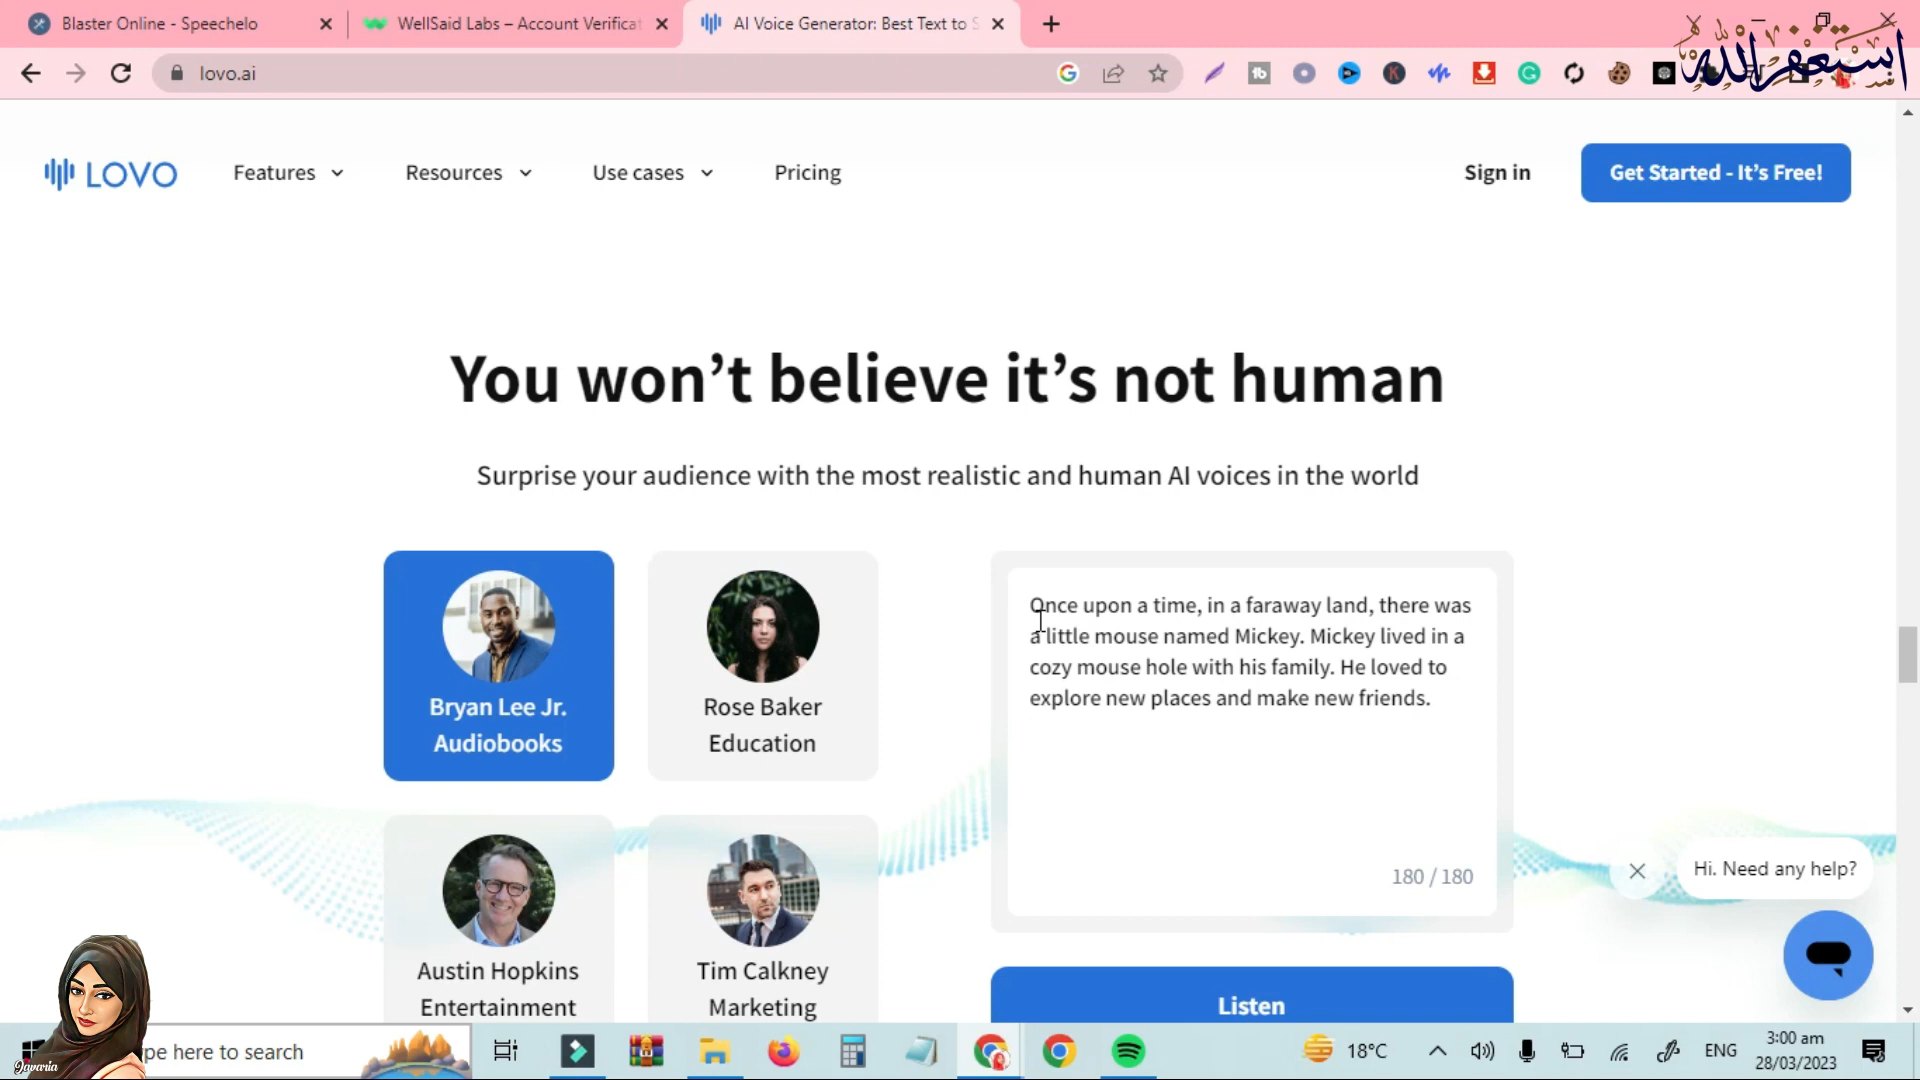 Blaster Online - Speechelo
WellSaid Labs – Account Verificat
AI Voice Generator: Best Text to S
أستغفر الله
lovo.ai
LOVO
Features
Resources
Use cases
Pricing
Sign in
Get Started - It's Free!
You won't believe it's not human
Surprise your audience with the most realistic and human AI voices in the world
Bryan Lee Jr.
Audiobooks
Rose Baker
Education
Austin Hopkins
Entertainment
Tim Calkney
Marketing
Once upon a time, in a faraway land, there was
a little mouse named Mickey. Mickey lived in a
cozy mouse hole with his family. He loved to
explore new places and make new friends.
180 / 180
Listen
Hi. Need any help?
Javaria
pe here to search
18°C
ENG
3:00 am
28/03/2023